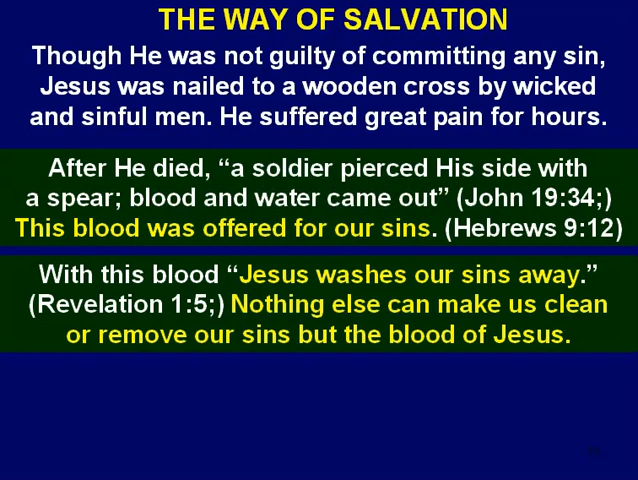 THE WAY OF SALVATION
Though He was not guilty of committing any sin,
Jesus was nailed to a wooden cross by wicked
and sinful men. He suffered great pain for hours.
After He died, “a soldier pierced His side with
a spear; blood and water came out” (John 19:34;)
This blood was offered for our sins. (Hebrews 9:12)
With this blood “Jesus washes our sins away.”
(Revelation 1:5;) Nothing else can make us clean
or remove our sins but the blood of Jesus.